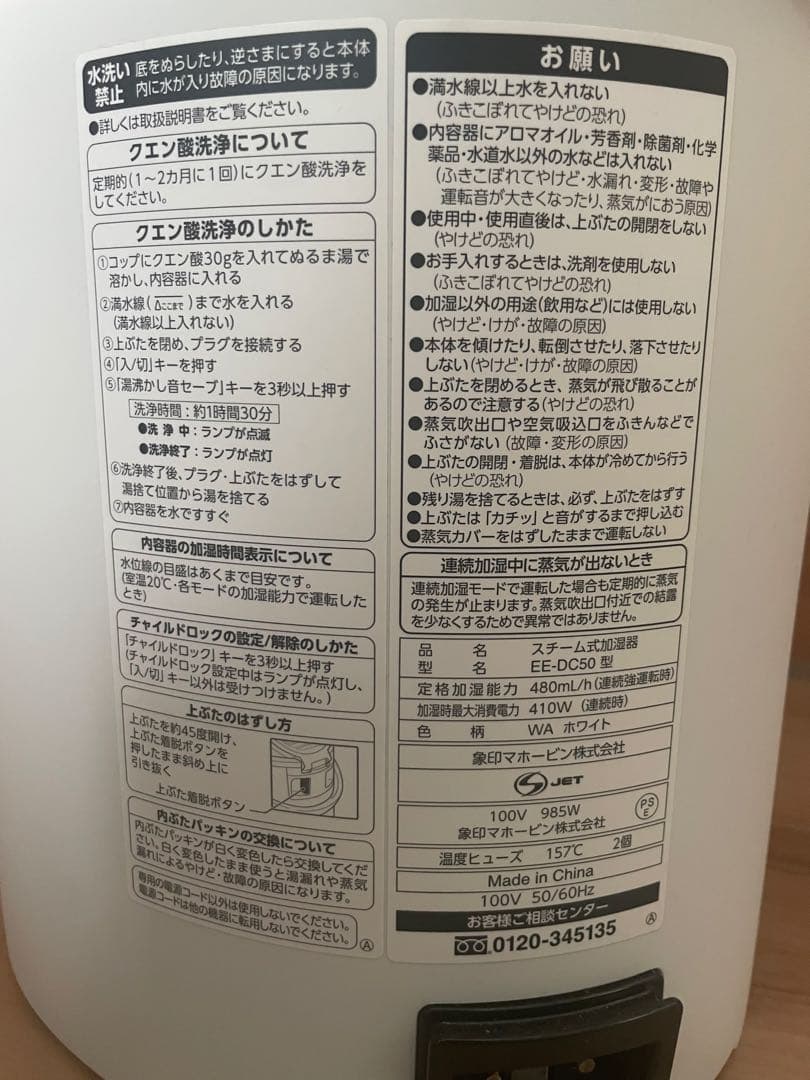 水洗い
禁止
底をぬらしたり、逆さまにすると本体
内に水が入り故障の原因になります。
●詳しくは取扱説明書をご覧ください。
クエン酸洗浄について
定期的(1〜2カ月に1回)にクエン酸洗浄を
してください。
クエン酸洗浄のしかた
①コップにクエン酸30gを入れてぬるま湯で
溶かし、内容器に入れる
②満水線(△ここまで)まで水を入れる
(満水線以上入れない)
③上ぶたを閉め、プラグを接続する
④「入/切」キーを押す
⑤「湯沸かし音セーブ」キーを3秒以上押す
洗浄時間：約1時間30分
●洗 浄 中：ランプが点滅
●洗浄終了：ランプが点灯
⑥洗浄終了後、プラグ・上ぶたをはずして
湯捨て位置から湯を捨てる
⑦内容器を水ですすぐ
内容器の加湿時間表示について
水位線の目盛はあくまで目安です。
(室温20℃・各モードの加湿能力で運転した
とき)
チャイルドロックの設定/解除のしかた
「チャイルドロック」キーを3秒以上押す
(チャイルドロック設定中はランプが点灯し、
「入/切」キー以外は受けつけません。)
上ぶたのはずし方
上ぶたを約45度開け、
上ぶた着脱ボタンを
押したまま斜め上に
引き抜く
上ぶた着脱ボタン
内ぶたパッキンの交換について
内ぶたパッキンが白く変色したら交換してくだ
さい。白く変色したまま使うと湯漏れや蒸気
漏れによるやけど・故障の原因になります。
専用の電源コード以外は使用しないでください。
電源コードは他の機器に転用しないでください。
Ⓐ
お願い
●満水線以上水を入れない
(ふきこぼれてやけどの恐れ)
●内容器にアロマオイル・芳香剤・除菌剤・化学
薬品・水道水以外の水などは入れない
(ふきこぼれてやけど・水漏れ・変形・故障や
運転音が大きくなったり、蒸気がにおう原因)
●使用中・使用直後は、上ぶたの開閉をしない
(やけどの恐れ)
●お手入れするときは、洗剤を使用しない
(ふきこぼれてやけどの恐れ)
●加湿以外の用途(飲用など)には使用しない
(やけど・けが・故障の原因)
●本体を傾けたり、転倒させたり、落下させたり
しない(やけど・けが・故障の原因)
●上ぶたを閉めるとき、蒸気が飛び散ることが
あるので注意する(やけどの恐れ)
●蒸気吹出口や空気吸込口をふきんなどで
ふさがない(故障・変形の原因)
●上ぶたの開閉・着脱は、本体が冷めてから行う
(やけどの恐れ)
●残り湯を捨てるときは、必ず、上ぶたをはずす
●上ぶたは「カチッ」と音がするまで押し込む
●蒸気カバーをはずしたままで運転しない
連続加湿中に蒸気が出ないとき
連続加湿モードで運転した場合も定期的に蒸気
の発生が止まります。蒸気吹出口付近での結露
を少なくするためで異常ではありません。
品 名 スチーム式加湿器
型 名 EE-DC50 型
定格加湿能力 480mL/h(連続強運転時)
加湿時最大消費電力 410W (連続時)
色 柄 WA ホワイト
象印マホービン株式会社
S JET
100V 985W
PSE
象印マホービン株式会社
温度ヒューズ 157℃ 2個
Made in China
100V 50/60Hz
お客様ご相談センター
0120-345135
Ⓐ